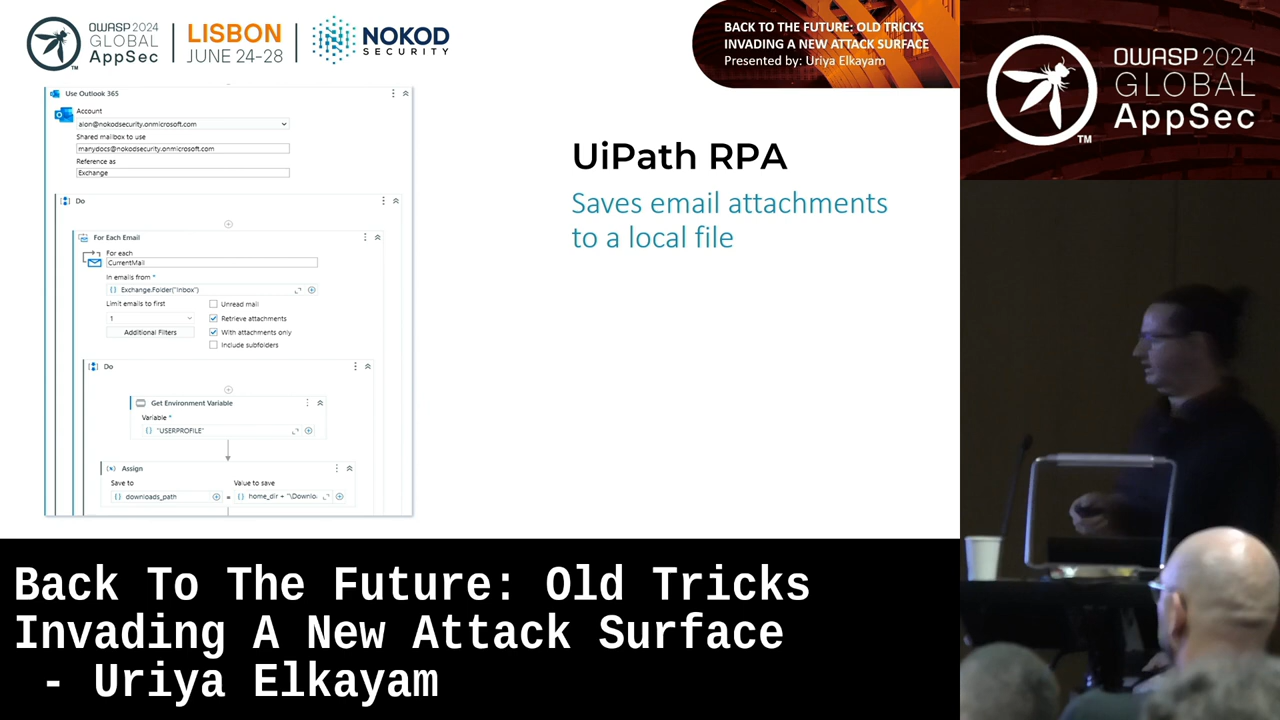 OWASP 2024
GLOBAL
AppSec
TM
LISBON
JUNE 24-28
NOKOD
SECURITY
BACK TO THE FUTURE: OLD TRICKS
INVADING A NEW ATTACK SURFACE
Presented by: Uriya Elkayam
OWASP 2024
GLOBAL
AppSec
TM
Use Outlook 365
Account
alon@nokodsecurity.onmicrosoft.com
Shared mailbox to use
manydocs@nokodsecurity.onmicrosoft.com
Reference as
Exchange
Do
For Each Email
For each
CurrentMail
In emails from *
Exchange.Folder("Inbox")
Limit emails to first
Unread mail
1
Retrieve attachments
Additional Filters
With attachments only
Include subfolders
Do
Get Environment Variable
Variable *
"USERPROFILE"
Assign
Save to
Value to save
downloads_path = home_dir + "\Downlo.
UiPath RPA
Saves email attachments
to a local file
Back To The Future: Old Tricks
Invading A New Attack Surface
- Uriya Elkayam